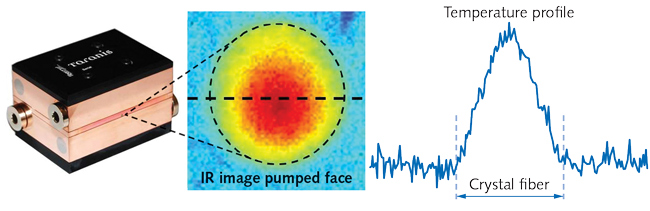 Taranis
IR image pumped face
Temperature profile
Crystal fiber